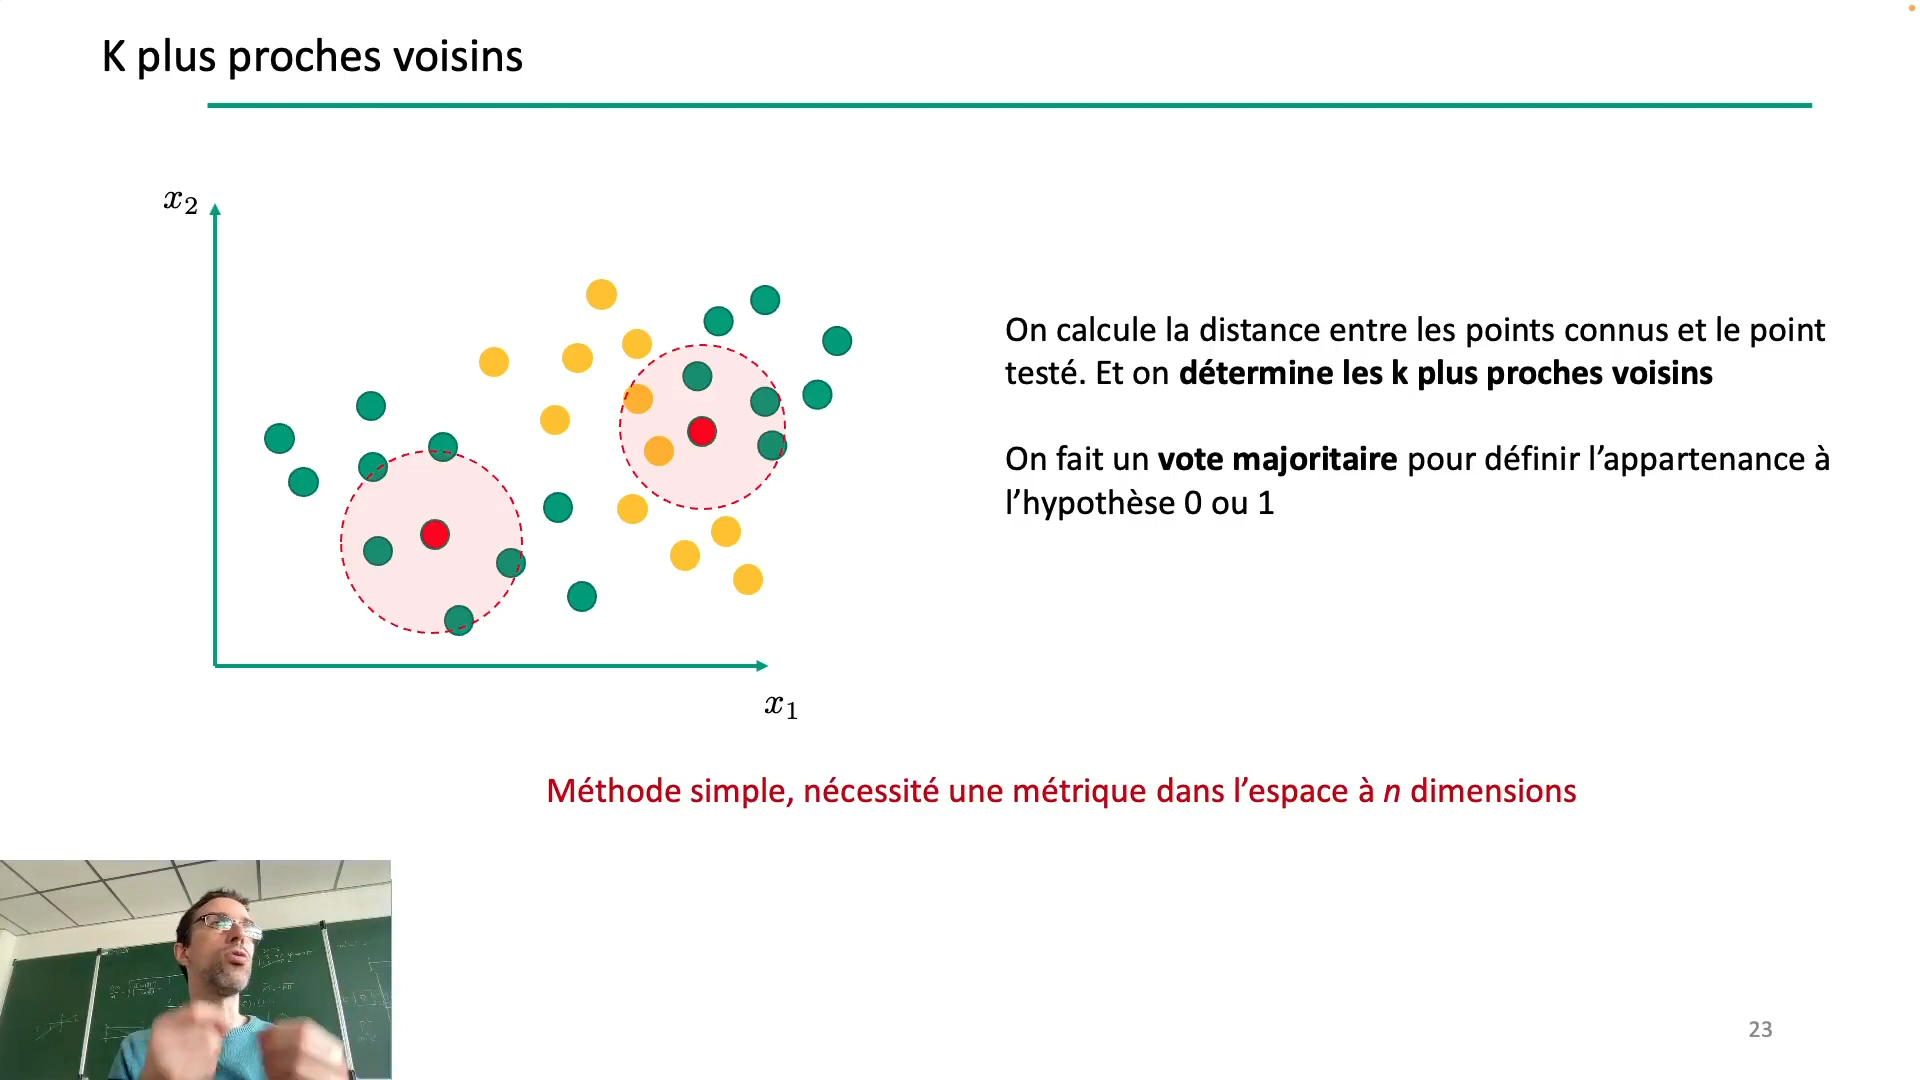 K plus proches voisins
x2
On calcule la distance entre les points connus et le point
testé. Et on détermine les k plus proches voisins
On fait un vote majoritaire pour définir l’appartenance à
l’hypothèse 0 ou 1
x1
Méthode simple, nécessité une métrique dans l’espace à n dimensions
23